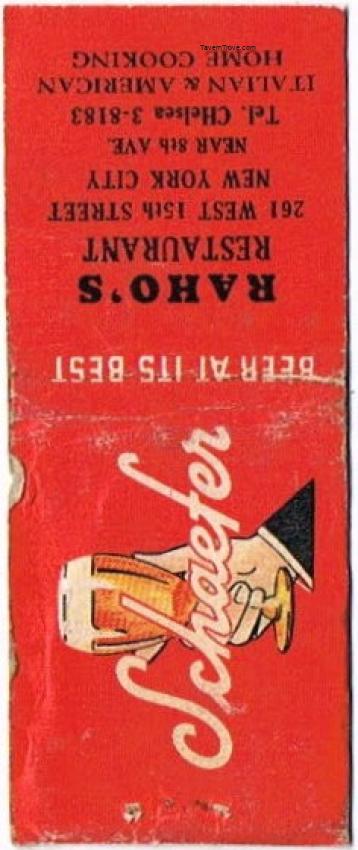 TavernTrove.com
RAHO'S
RESTAURANT
261 WEST 15th STREET
NEW YORK CITY
NEAR 8th AVE.
Tel. CHelsea 3-8183
ITALIAN & AMERICAN
HOME COOKING
BEER AT ITS BEST
Schaefer